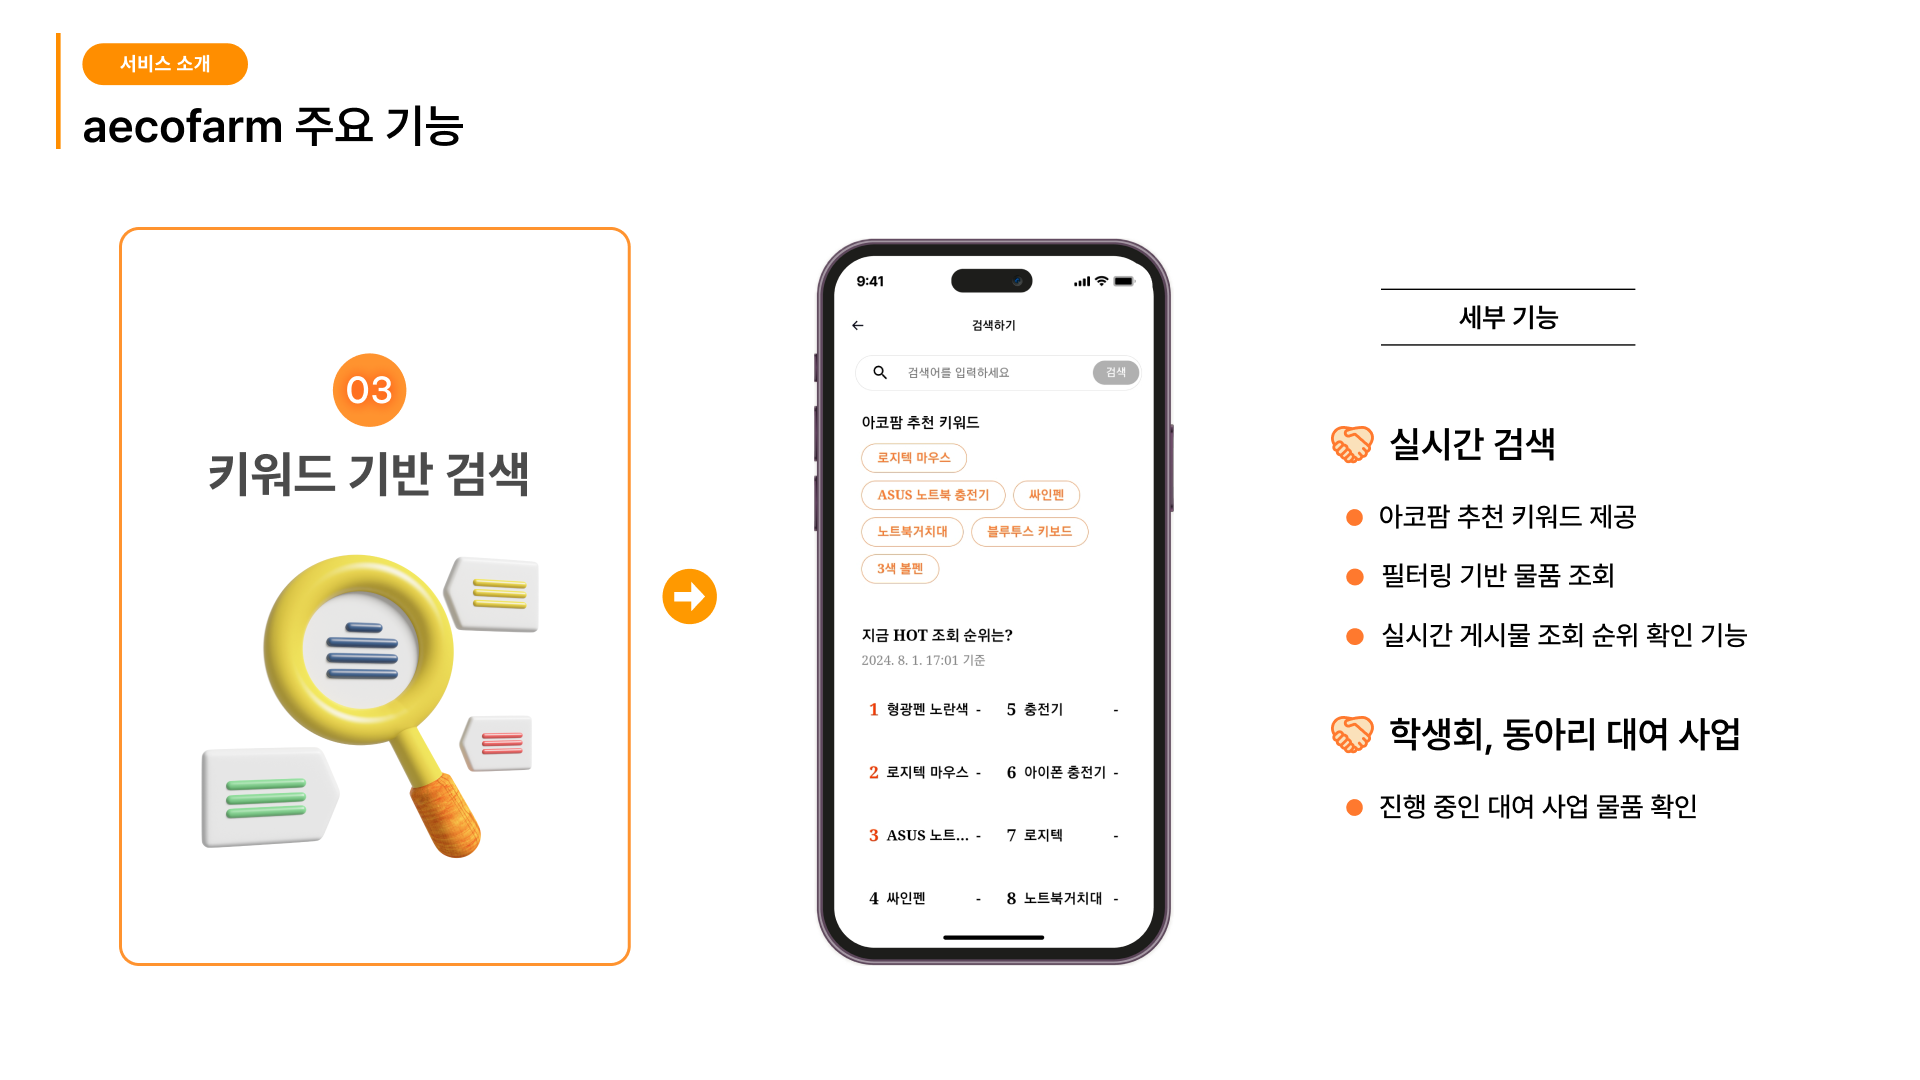 서비스 소개
aecofarm 주요 기능
03
키워드 기반 검색
9:41
검색하기
검색어를 입력하세요 검색
아코팜 추천 키워드
로지텍 마우스
ASUS 노트북 충전기 싸인펜
노트북거치대 블루투스 키보드
3색 볼펜
지금 HOT 조회 순위는?
2024. 8. 1. 17:01 기준
1 형광펜 노란색 - 5 충전기 -
2 로지텍 마우스 - 6 아이폰 충전기 -
3 ASUS 노트... - 7 로지텍 -
4 싸인펜 - 8 노트북거치대 -
세부 기능
실시간 검색
아코팜 추천 키워드 제공
필터링 기반 물품 조회
실시간 게시물 조회 순위 확인 기능
학생회, 동아리 대여 사업
진행 중인 대여 사업 물품 확인